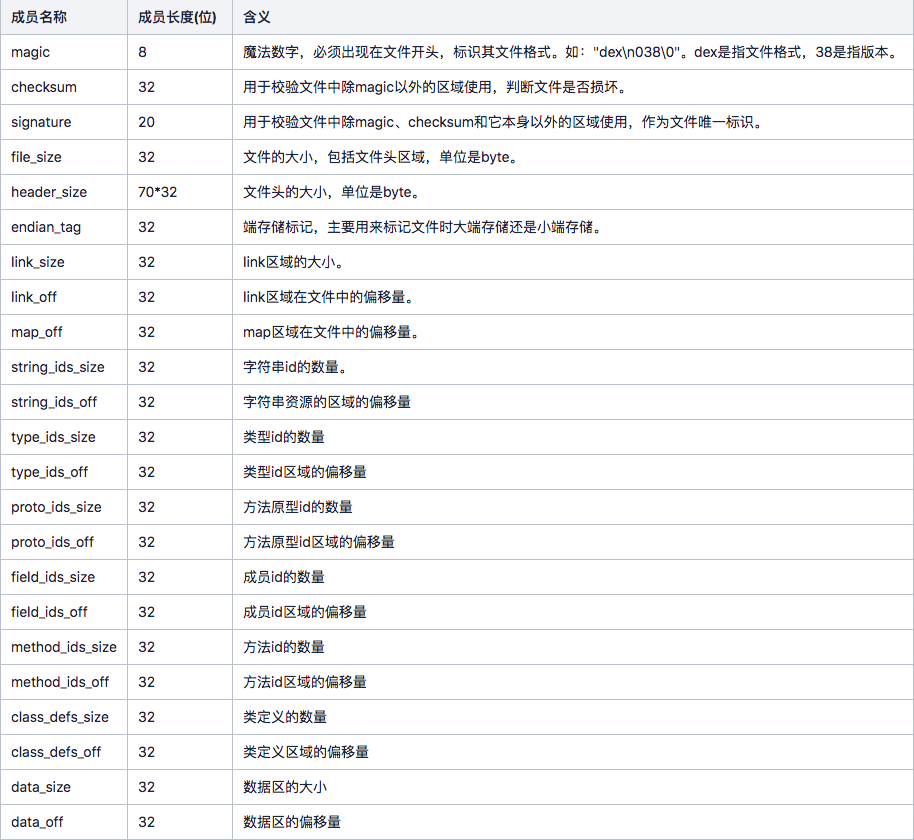 成员名称 成员长度(位) 含义
magic 8 魔法数字，必须出现在文件开头，标识其文件格式。如："dex\n038\0"。dex是指文件格式，38是指版本。
checksum 32 用于校验文件中除magic以外的区域使用，判断文件是否损坏。
signature 20 用于校验文件中除magic、checksum和它本身以外的区域使用，作为文件唯一标识。
file_size 32 文件的大小，包括文件头区域，单位是byte。
header_size 70*32 文件头的大小，单位是byte。
endian_tag 32 端存储标记，主要用来标记文件时大端存储还是小端存储。
link_size 32 link区域的大小。
link_off 32 link区域在文件中的偏移量。
map_off 32 map区域在文件中的偏移量。
string_ids_size 32 字符串id的数量。
string_ids_off 32 字符串资源的区域的偏移量
type_ids_size 32 类型id的数量
type_ids_off 32 类型id区域的偏移量
proto_ids_size 32 方法原型id的数量
proto_ids_off 32 方法原型id区域的偏移量
field_ids_size 32 成员id的数量
field_ids_off 32 成员id区域的偏移量
method_ids_size 32 方法id的数量
method_ids_off 32 方法id区域的偏移量
class_defs_size 32 类定义的数量
class_defs_off 32 类定义区域的偏移量
data_size 32 数据区的大小
data_off 32 数据区的偏移量